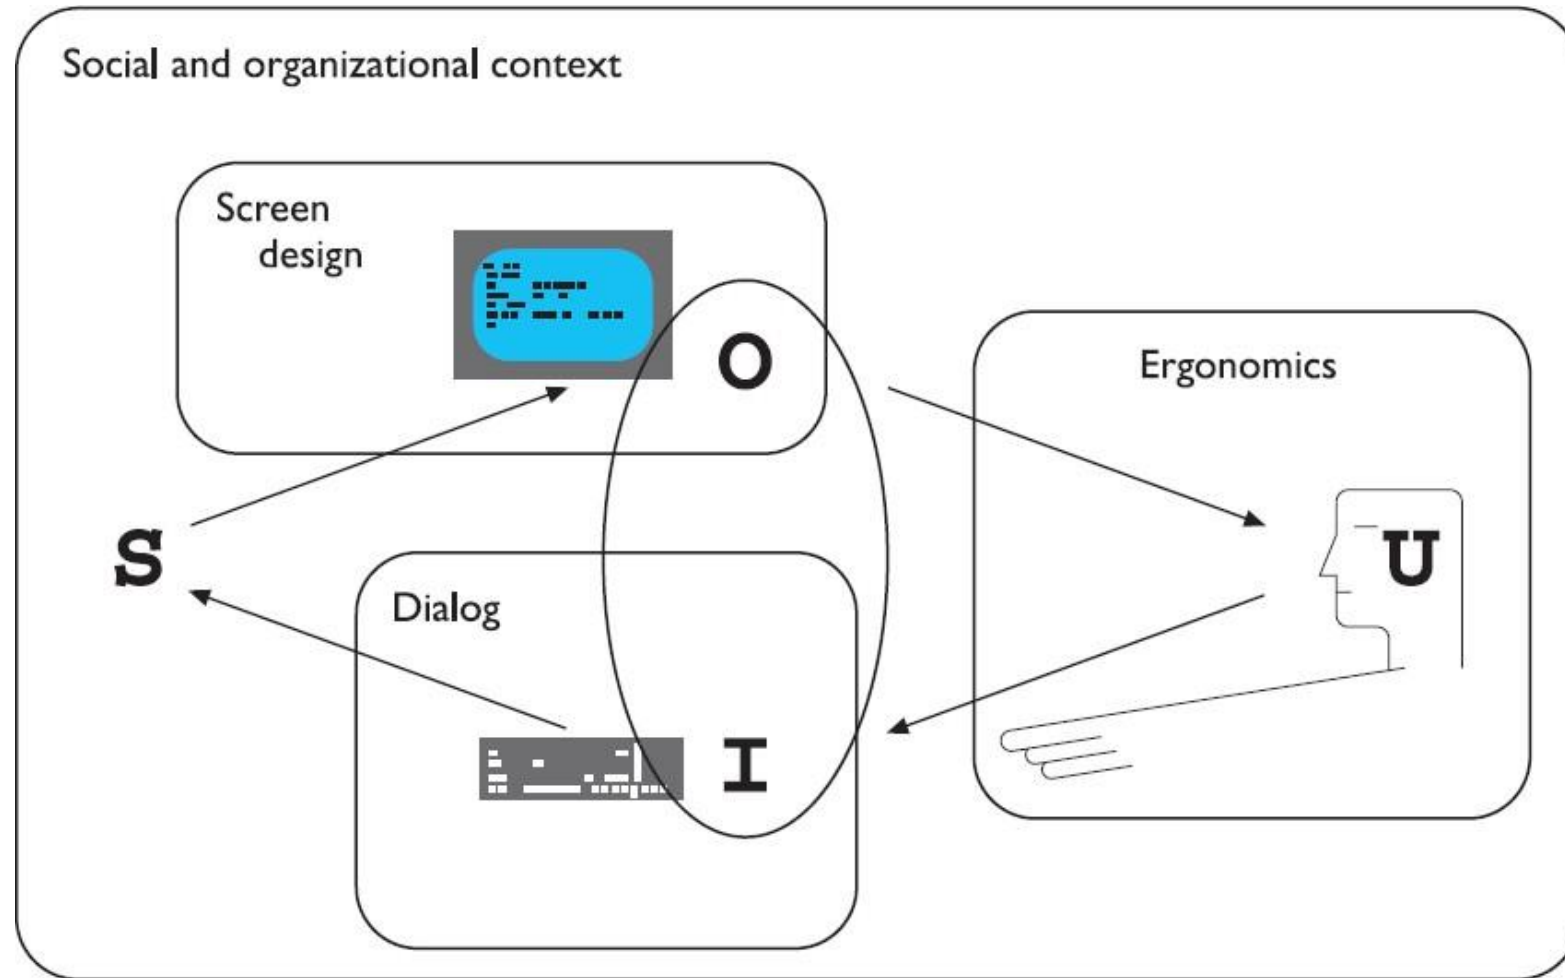 Social and organizational context
Screen
design
O
Ergonomics
S
U
Dialog
I